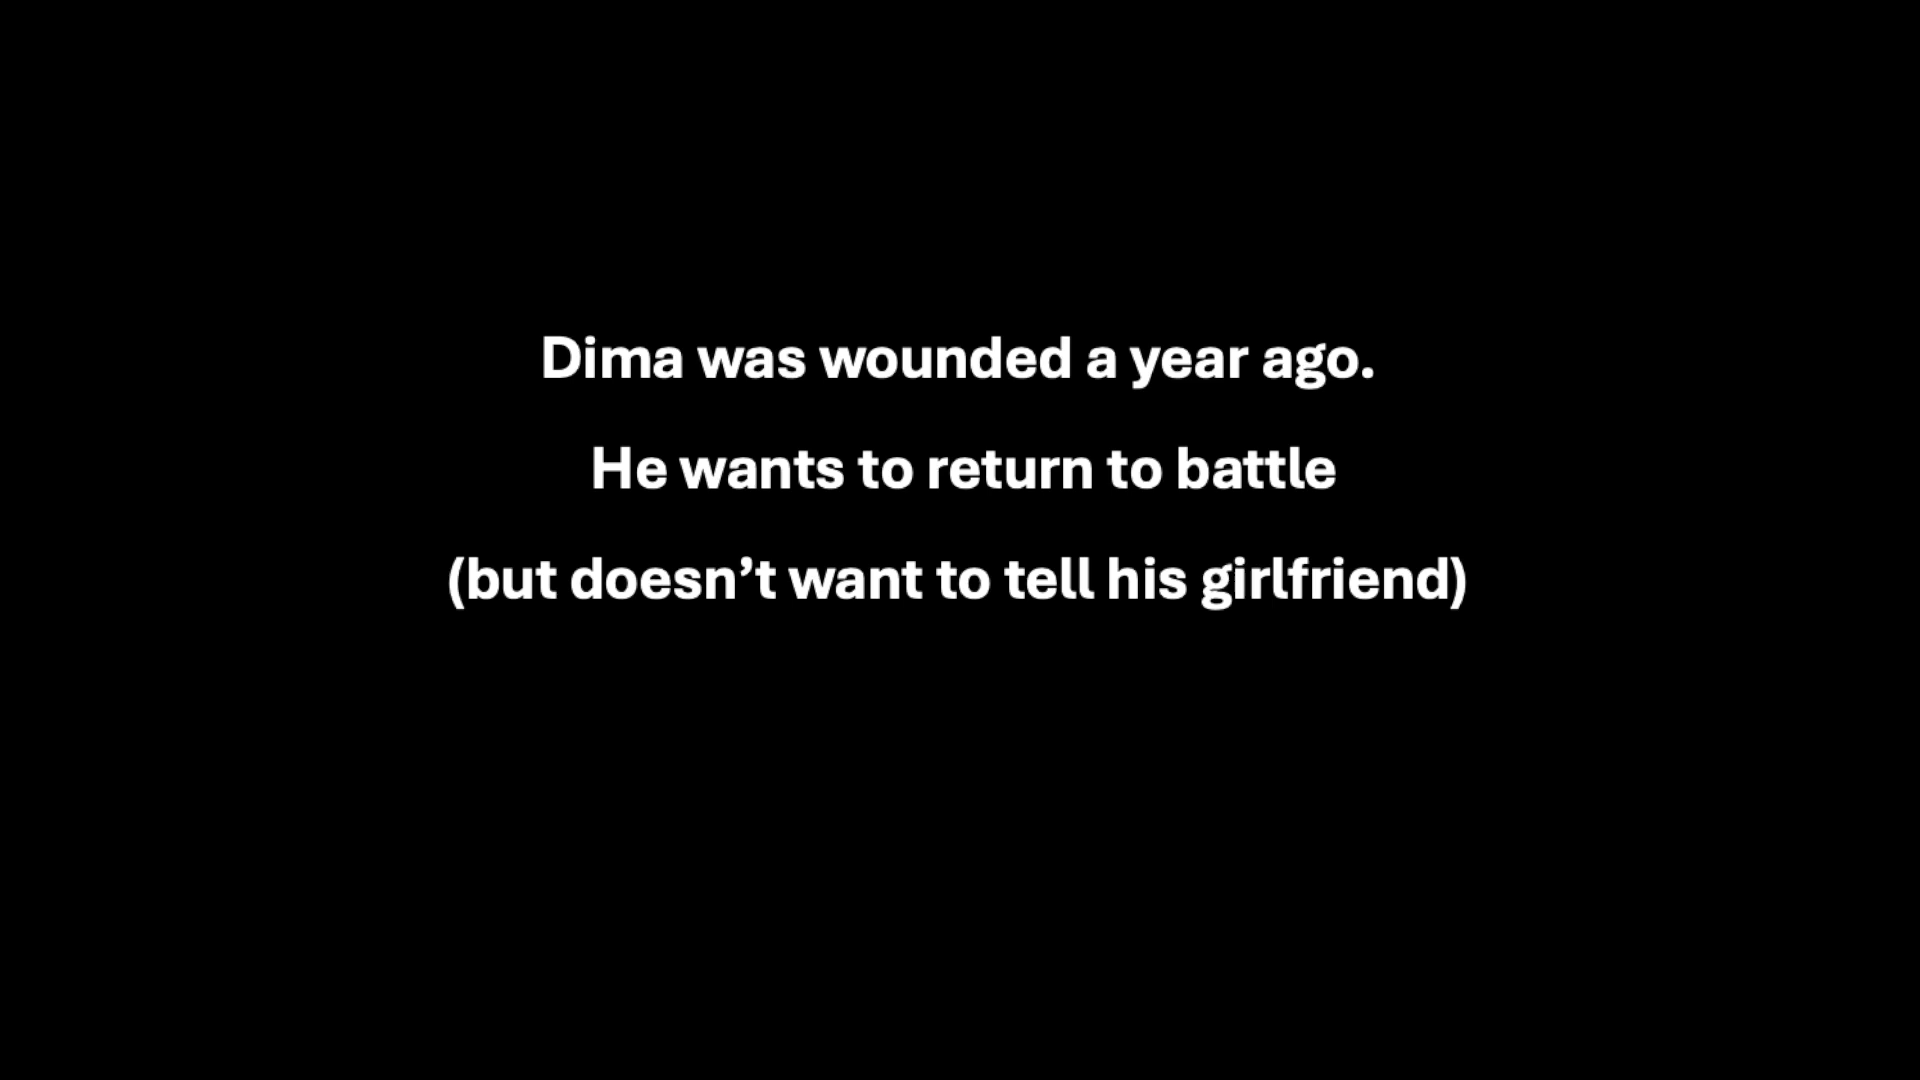 Dima was wounded a year ago.
He wants to return to battle
(but doesn’t want to tell his girlfriend)